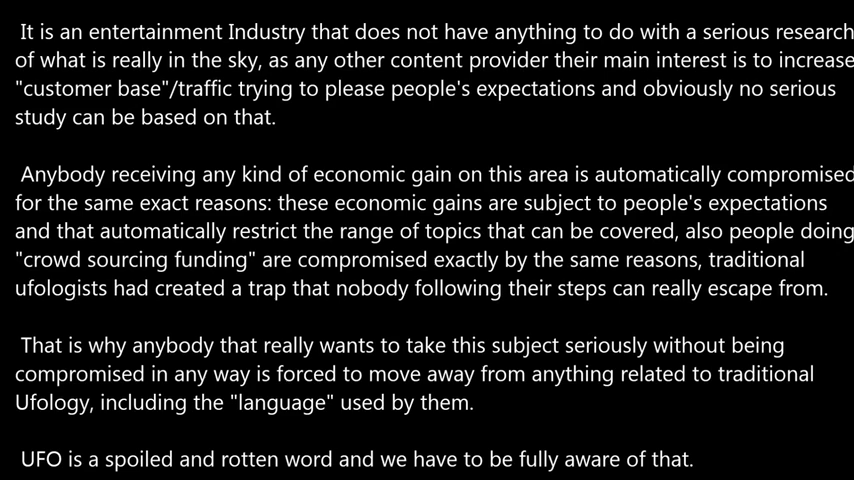 It is an entertainment Industry that does not have anything to do with a serious research
of what is really in the sky, as any other content provider their main interest is to increase
"customer base"/traffic trying to please people's expectations and obviously no serious
study can be based on that.
Anybody receiving any kind of economic gain on this area is automatically compromised
for the same exact reasons: these economic gains are subject to people's expectations
and that automatically restrict the range of topics that can be covered, also people doing
"crowd sourcing funding" are compromised exactly by the same reasons, traditional
ufologists had created a trap that nobody following their steps can really escape from.
That is why anybody that really wants to take this subject seriously without being
compromised in any way is forced to move away from anything related to traditional
Ufology, including the "language" used by them.
UFO is a spoiled and rotten word and we have to be fully aware of that.